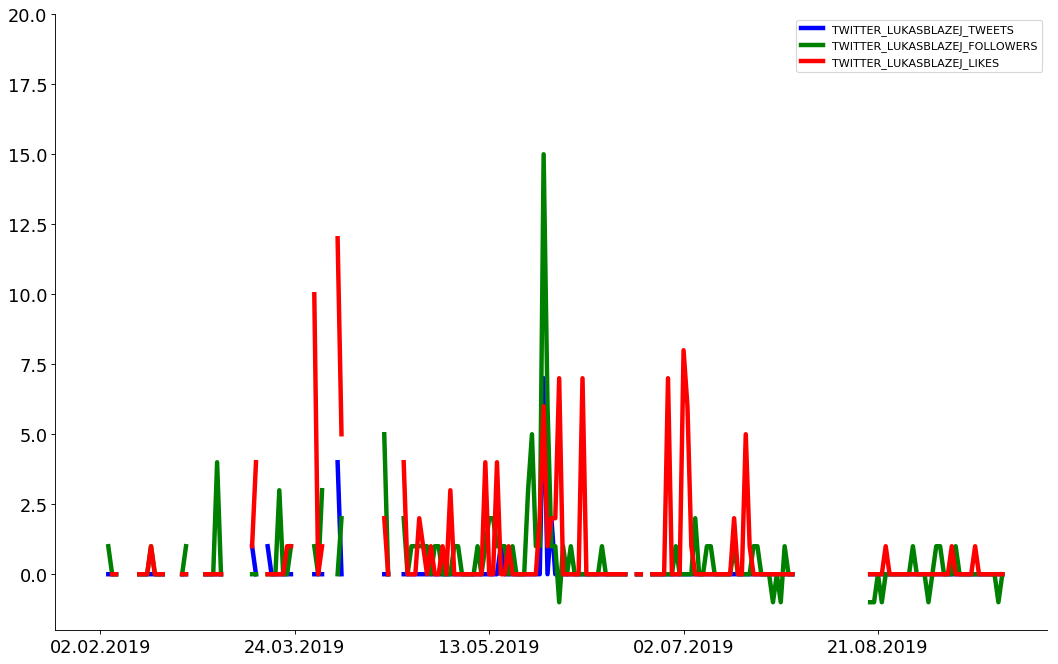 20.0
17.5
15.0
12.5
10.0
7.5
5.0
2.5
0.0
TWITTER_LUKASBLAZEJ_TWEETS
TWITTER_LUKASBLAZEJ_FOLLOWERS
TWITTER_LUKASBLAZEJ_LIKES
02.02.2019 24.03.2019 13.05.2019 02.07.2019 21.08.2019